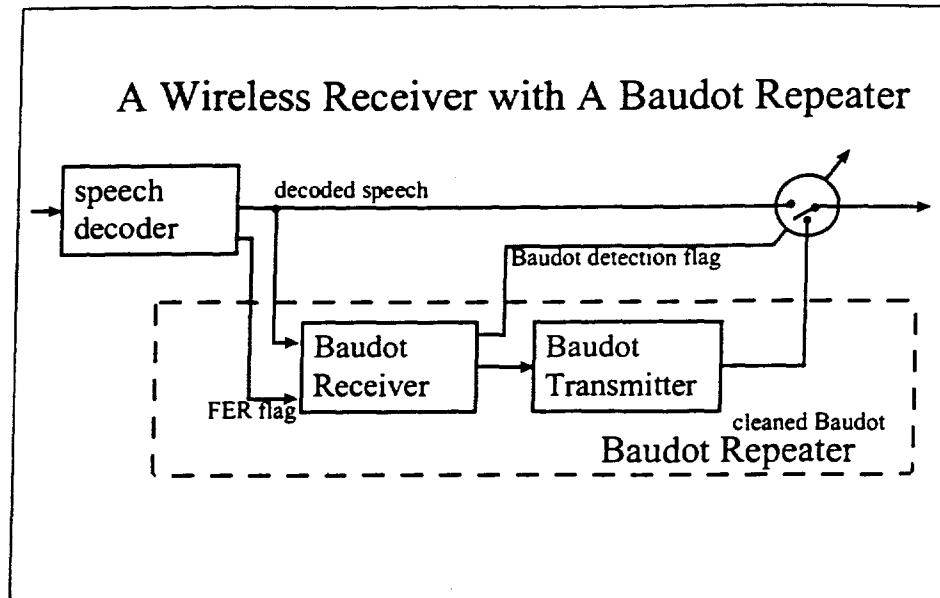 A Wireless Receiver with A Baudot Repeater
speech
decoder
decoded speech
Baudot detection flag
Baudot
Receiver
Baudot
Transmitter
FER flag
cleaned Baudot
Baudot Repeater